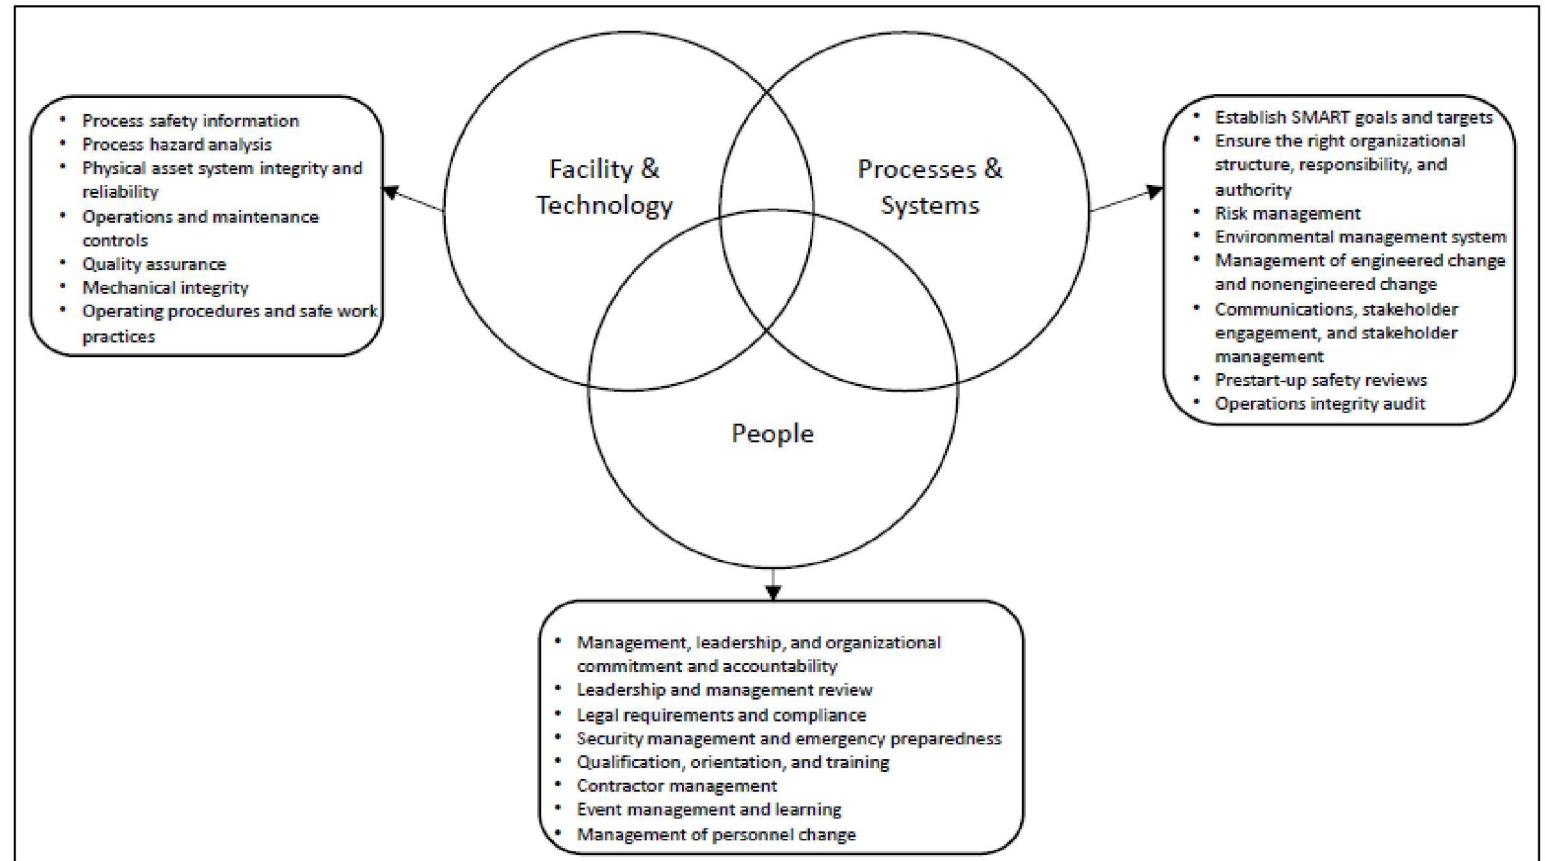 Facility &
Technology
Processes &
Systems
People
• Process safety information
• Process hazard analysis
• Physical asset system integrity and
reliability
• Operations and maintenance
controls
• Quality assurance
• Mechanical integrity
• Operating procedures and safe work
practices
• Establish SMART goals and targets
• Ensure the right organizational
structure, responsibility, and
authority
• Risk management
• Environmental management system
• Management of engineered change
and nonengineered change
• Communications, stakeholder
engagement, and stakeholder
management
• Prestart-up safety reviews
• Operations integrity audit
• Management, leadership, and organizational
commitment and accountability
• Leadership and management review
• Legal requirements and compliance
• Security management and emergency preparedness
• Qualification, orientation, and training
• Contractor management
• Event management and learning
• Management of personnel change